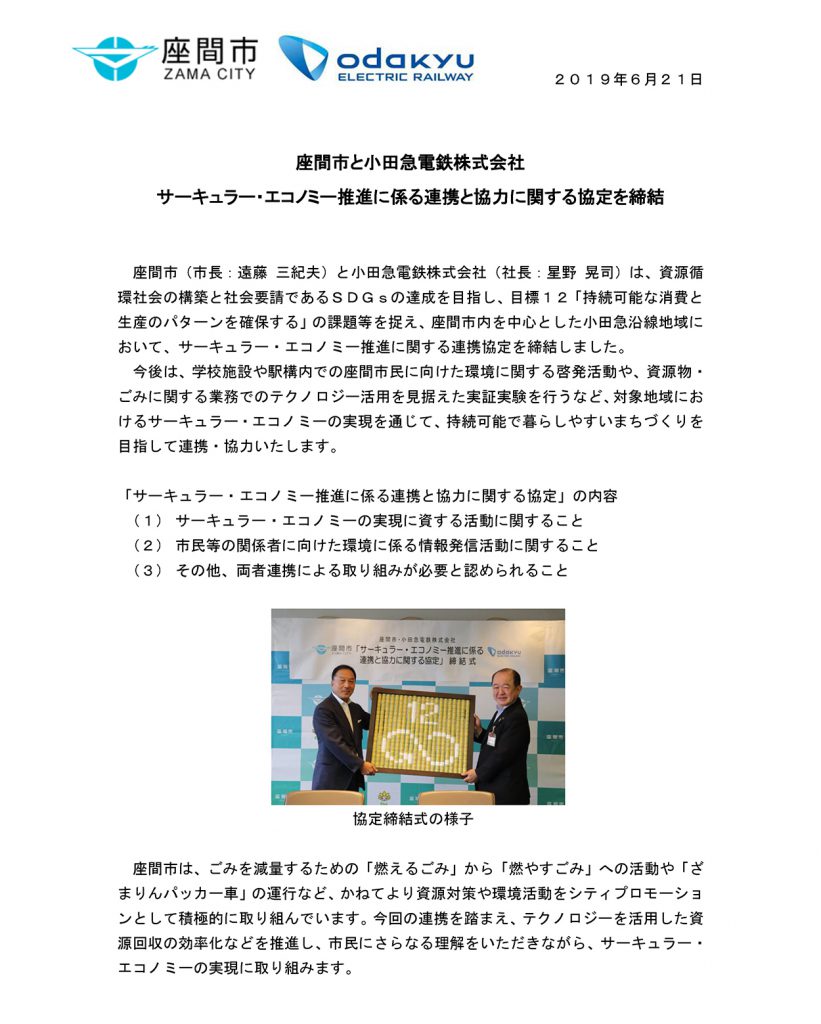 座間市
ZAMA CITY
odakyu
ELECTRIC RAILWAY
2019年6月21日
座間市と小田急電鉄株式会社
サーキュラー・エコノミー推進に係る連携と協力に関する協定を締結
座間市（市長：遠藤 三紀夫）と小田急電鉄株式会社（社長：星野 晃司）は、資源循
環社会の構築と社会要請であるＳＤＧｓの達成を目指し、目標１２「持続可能な消費と
生産のパターンを確保する」の課題等を捉え、座間市内を中心とした小田急沿線地域に
おいて、サーキュラー・エコノミー推進に関する連携協定を締結しました。
今後は、学校施設や駅構内での座間市民に向けた環境に関する啓発活動や、資源物・
ごみに関する業務でのテクノロジー活用を見据えた実証実験を行うなど、対象地域にお
けるサーキュラー・エコノミーの実現を通じて、持続可能で暮らしやすいまちづくりを
目指して連携・協力いたします。
「サーキュラー・エコノミー推進に係る連携と協力に関する協定」の内容
（１） サーキュラー・エコノミーの実現に資する活動に関すること
（２） 市民等の関係者に向けた環境に係る情報発信活動に関すること
（３） その他、両者連携による取り組みが必要と認められること
座間市・小田急電鉄株式会社
座間市
ZAMA CITY
「サーキュラー・エコノミー推進に係る
連携と協力に関する協定」締結式
odakyu
12
協定締結式の様子
座間市は、ごみを減量するための「燃えるごみ」から「燃やすごみ」への活動や「ざ
まりんパッカー車」の運行など、かねてより資源対策や環境活動をシティプロモーショ
ンとして積極的に取り組んでいます。今回の連携を踏まえ、テクノロジーを活用した資
源回収の効率化などを推進し、市民にさらなる理解をいただきながら、サーキュラー・
エコノミーの実現に取り組みます。